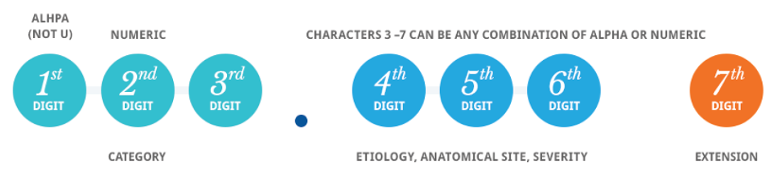 ALHPA
(NOT U)
NUMERIC
CHARACTERS 3 –7 CAN BE ANY COMBINATION OF ALPHA OR NUMERIC
1st DIGIT
2nd DIGIT
3rd DIGIT
4th DIGIT
5th DIGIT
6th DIGIT
7th DIGIT
CATEGORY
ETIOLOGY, ANATOMICAL SITE, SEVERITY
EXTENSION